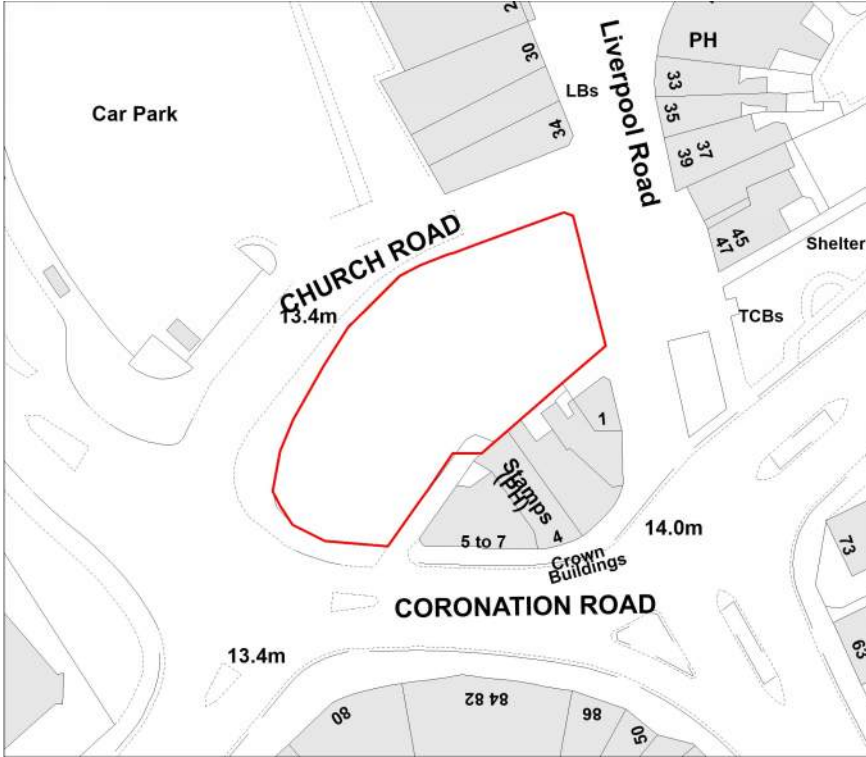 2
30
34
LBs
Liverpool Road
PH
33
35
37
39
45
47
Shelter
TCBs
Car Park
CHURCH ROAD
13.4m
1
Stamps
(PH)
4
5 to 7
Crown
Buildings
14.0m
CORONATION ROAD
13.4m
73
63
80
84 82
86
50